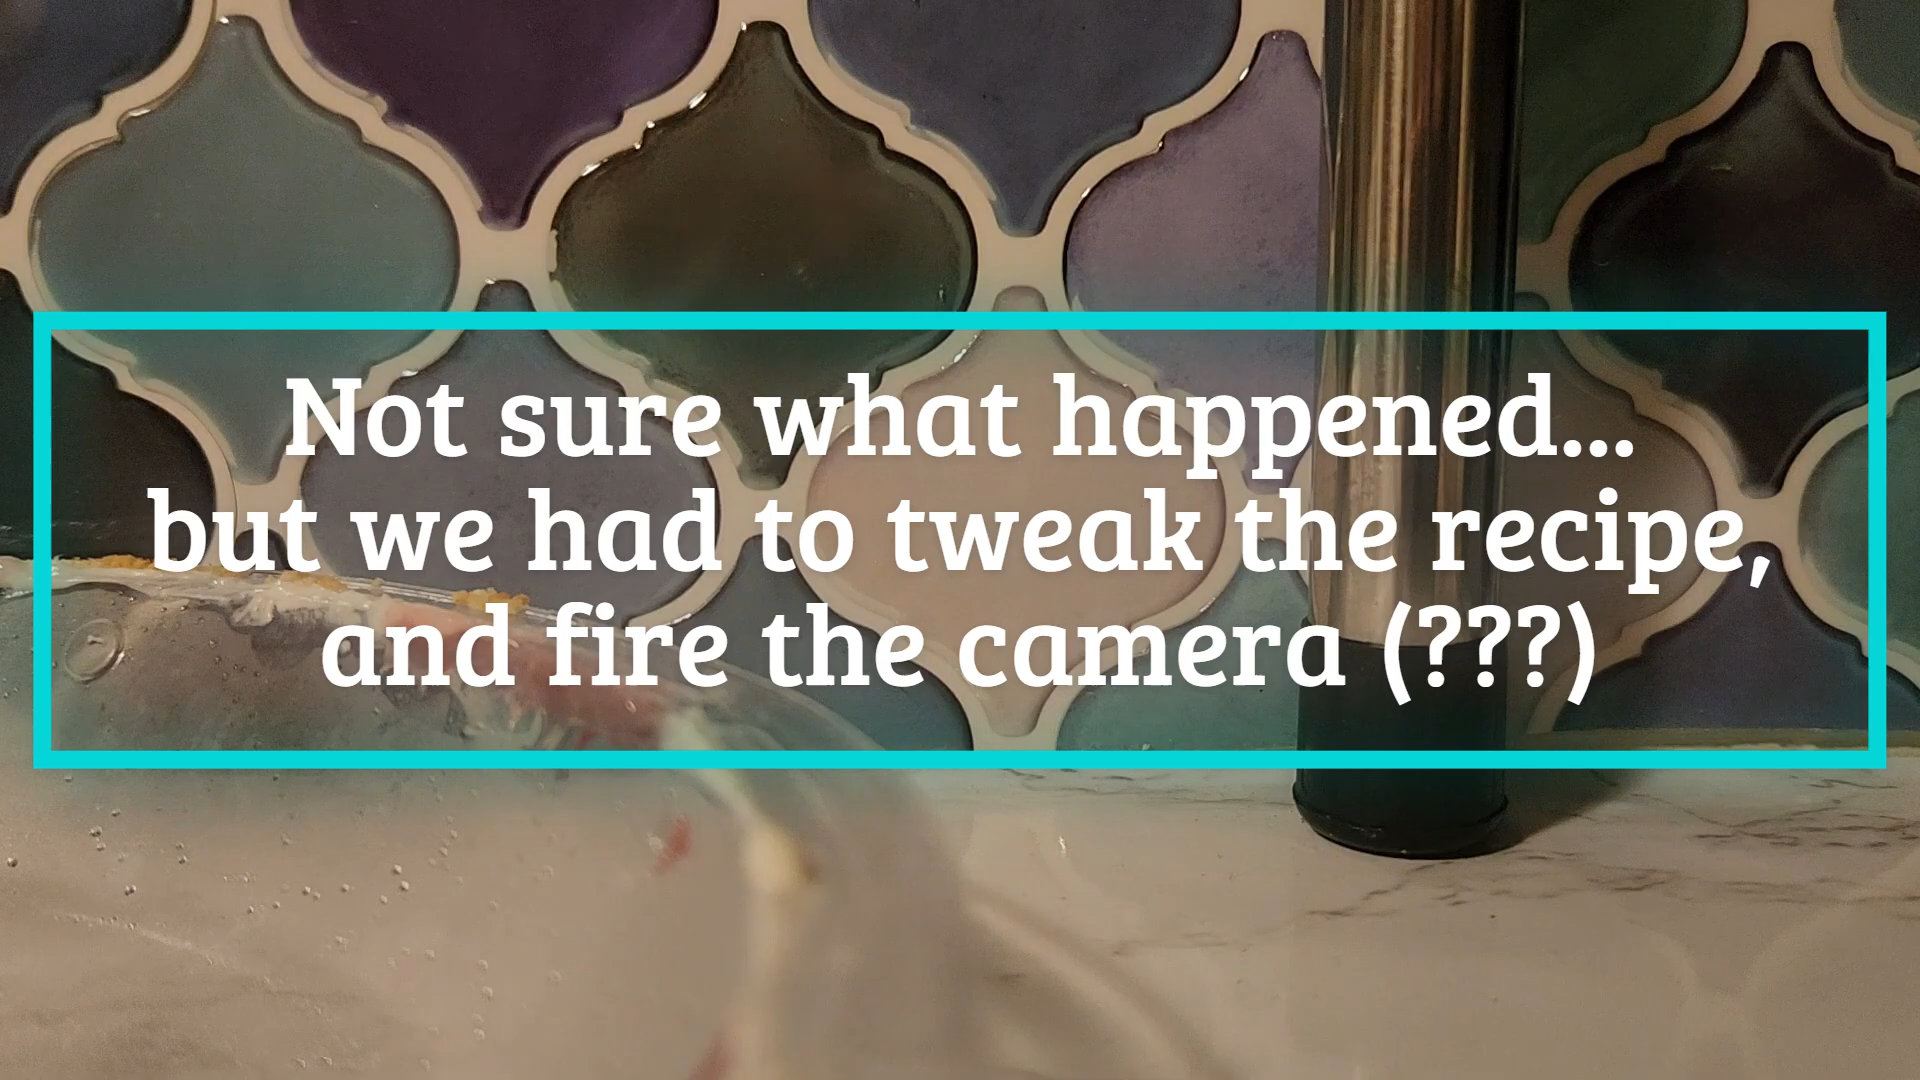 Not sure what happened...
but we had to tweak the recipe,
and fire the camera (???)